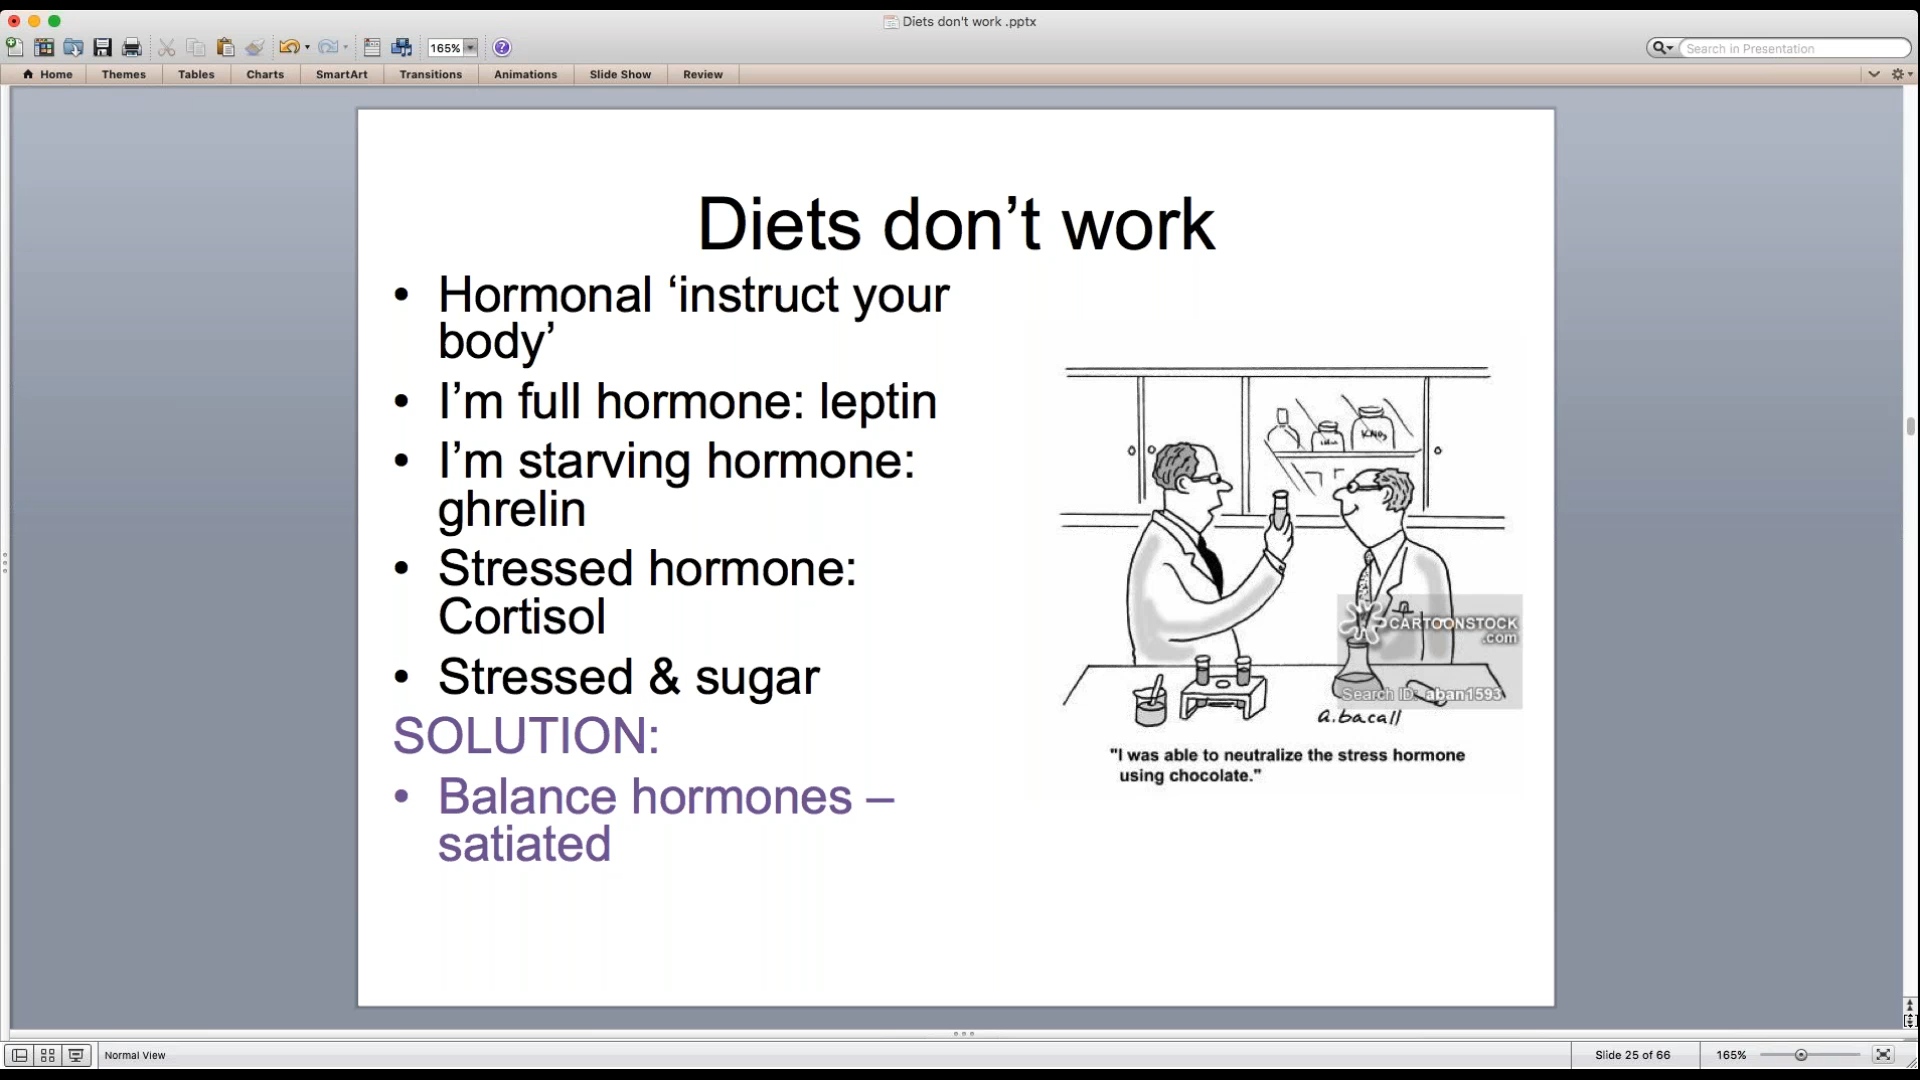 Diets don't work .pptx
165%
Search in Presentation
Home Themes Tables Charts SmartArt Transitions Animations Slide Show Review
Diets don’t work
• Hormonal ‘instruct your
body’
• I’m full hormone: leptin
• I’m starving hormone:
ghrelin
• Stressed hormone:
Cortisol
• Stressed & sugar
SOLUTION:
• Balance hormones –
satiated
KNO3
CARTOONSTOCK
.com
Search ID: aban1593
a.bacall
"I was able to neutralize the stress hormone
using chocolate."
Normal View
Slide 25 of 66
165%